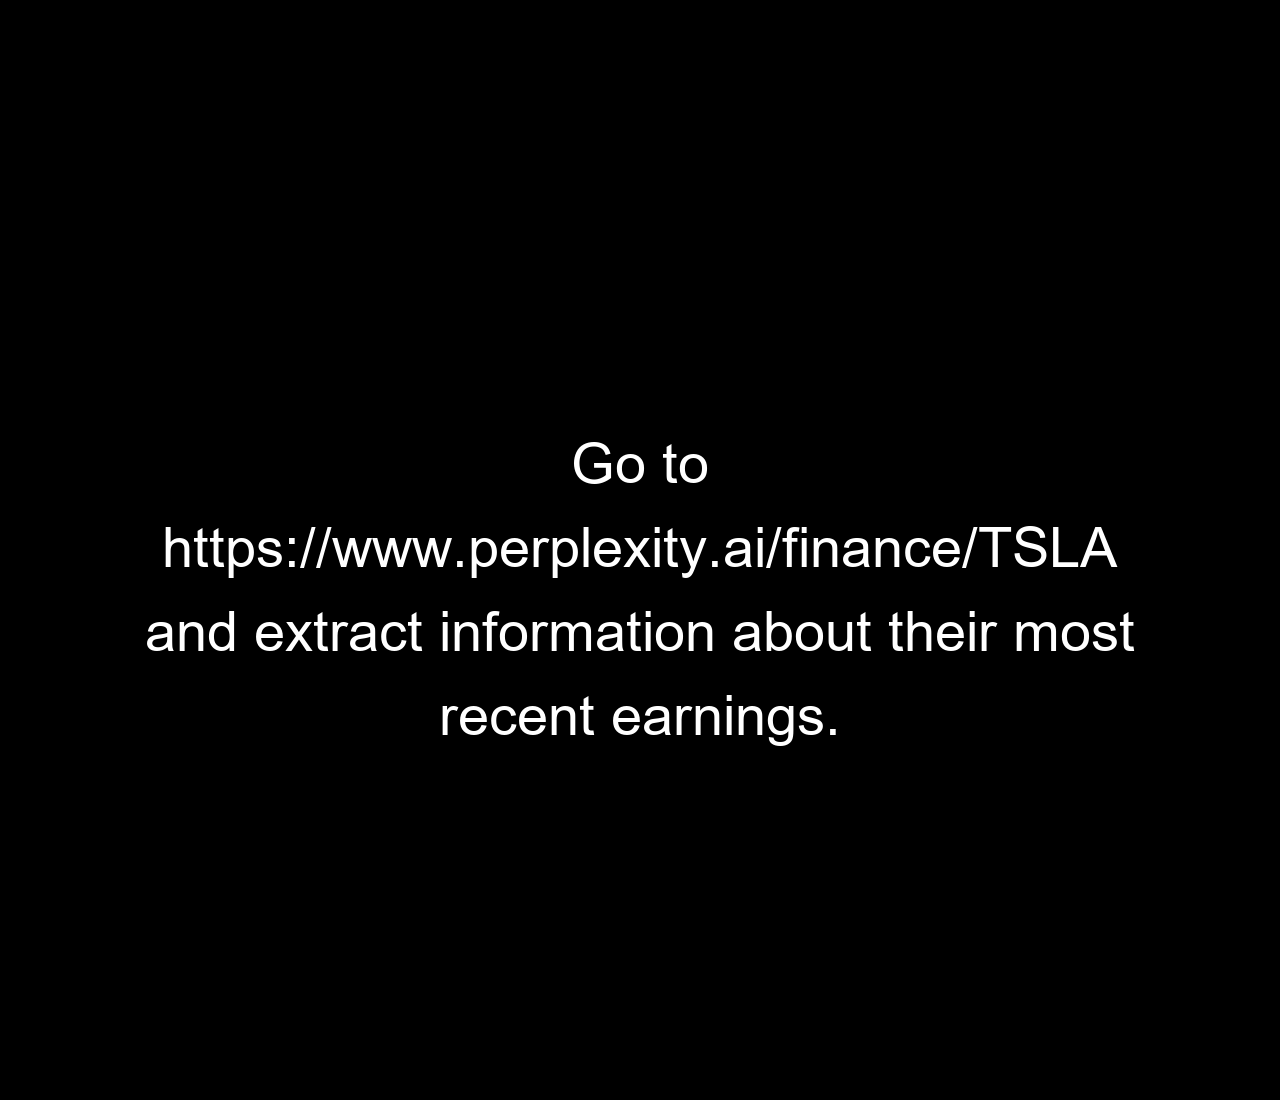 Go to
https://www.perplexity.ai/finance/TSLA
and extract information about their most
recent earnings.